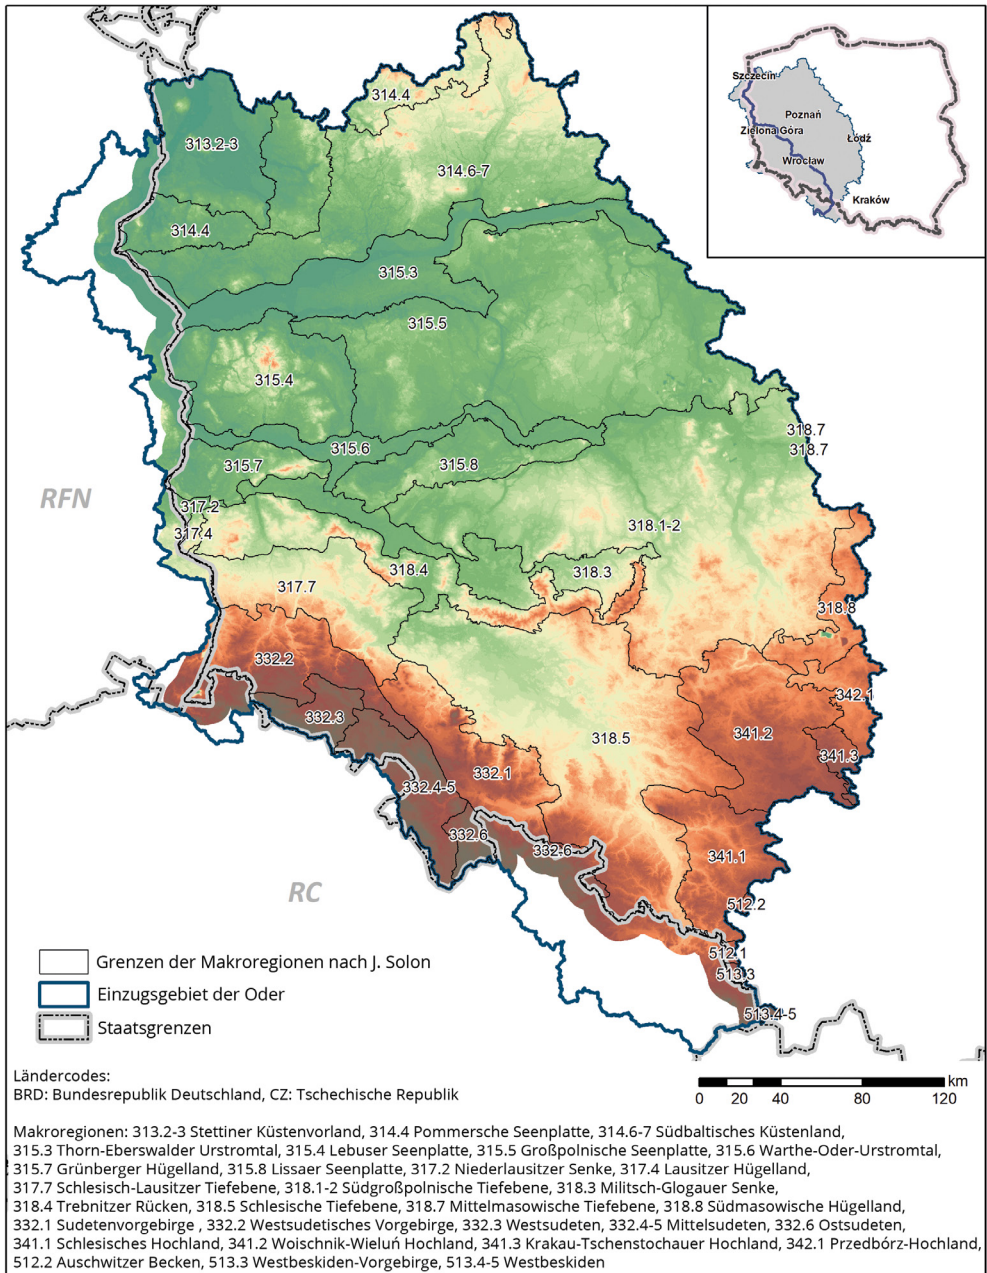 Szczecin
Poznań
Zielona Góra
Łódź
Wrocław
Kraków
314.4
313.2-3
314.6-7
314.4
315.3
315.5
315.4
318.7
318.7
315.6
315.7
315.8
RFN
317.2
317.4
318.1-2
318.4
318.3
317.7
318.8
332.2
342.1
332.3
341.2
318.5
341.3
332.1
332.4-5
332.6
332.6
341.1
RC
512.2
512.1
513.3
513.4-5
Grenzen der Makroregionen nach J. Solon
Einzugsgebiet der Oder
Staatsgrenzen
Ländercodes:
BRD: Bundesrepublik Deutschland, CZ: Tschechische Republik
km
0 20 40 80 120
Makroregionen: 313.2-3 Stettiner Küstenvorland, 314.4 Pommersche Seenplatte, 314.6-7 Südbaltisches Küstenland,
315.3 Thorn-Eberswalder Urstromtal, 315.4 Lebuser Seenplatte, 315.5 Großpolnische Seenplatte, 315.6 Warthe-Oder-Urstromtal,
315.7 Grünberger Hügelland, 315.8 Lissaer Seenplatte, 317.2 Niederlausitzer Senke, 317.4 Lausitzer Hügelland,
317.7 Schlesisch-Lausitzer Tiefebene, 318.1-2 Südgroßpolnische Tiefebene, 318.3 Militsch-Glogauer Senke,
318.4 Trebnitzer Rücken, 318.5 Schlesische Tiefebene, 318.7 Mittelmasowische Tiefebene, 318.8 Südmasowische Hügelland,
332.1 Sudetenvorgebirge , 332.2 Westsudetisches Vorgebirge, 332.3 Westsudeten, 332.4-5 Mittelsudeten, 332.6 Ostsudeten,
341.1 Schlesisches Hochland, 341.2 Woischnik-Wieluń Hochland, 341.3 Krakau-Tschenstochauer Hochland, 342.1 Przedbórz-Hochland,
512.2 Auschwitzer Becken, 513.3 Westbeskiden-Vorgebirge, 513.4-5 Westbeskiden